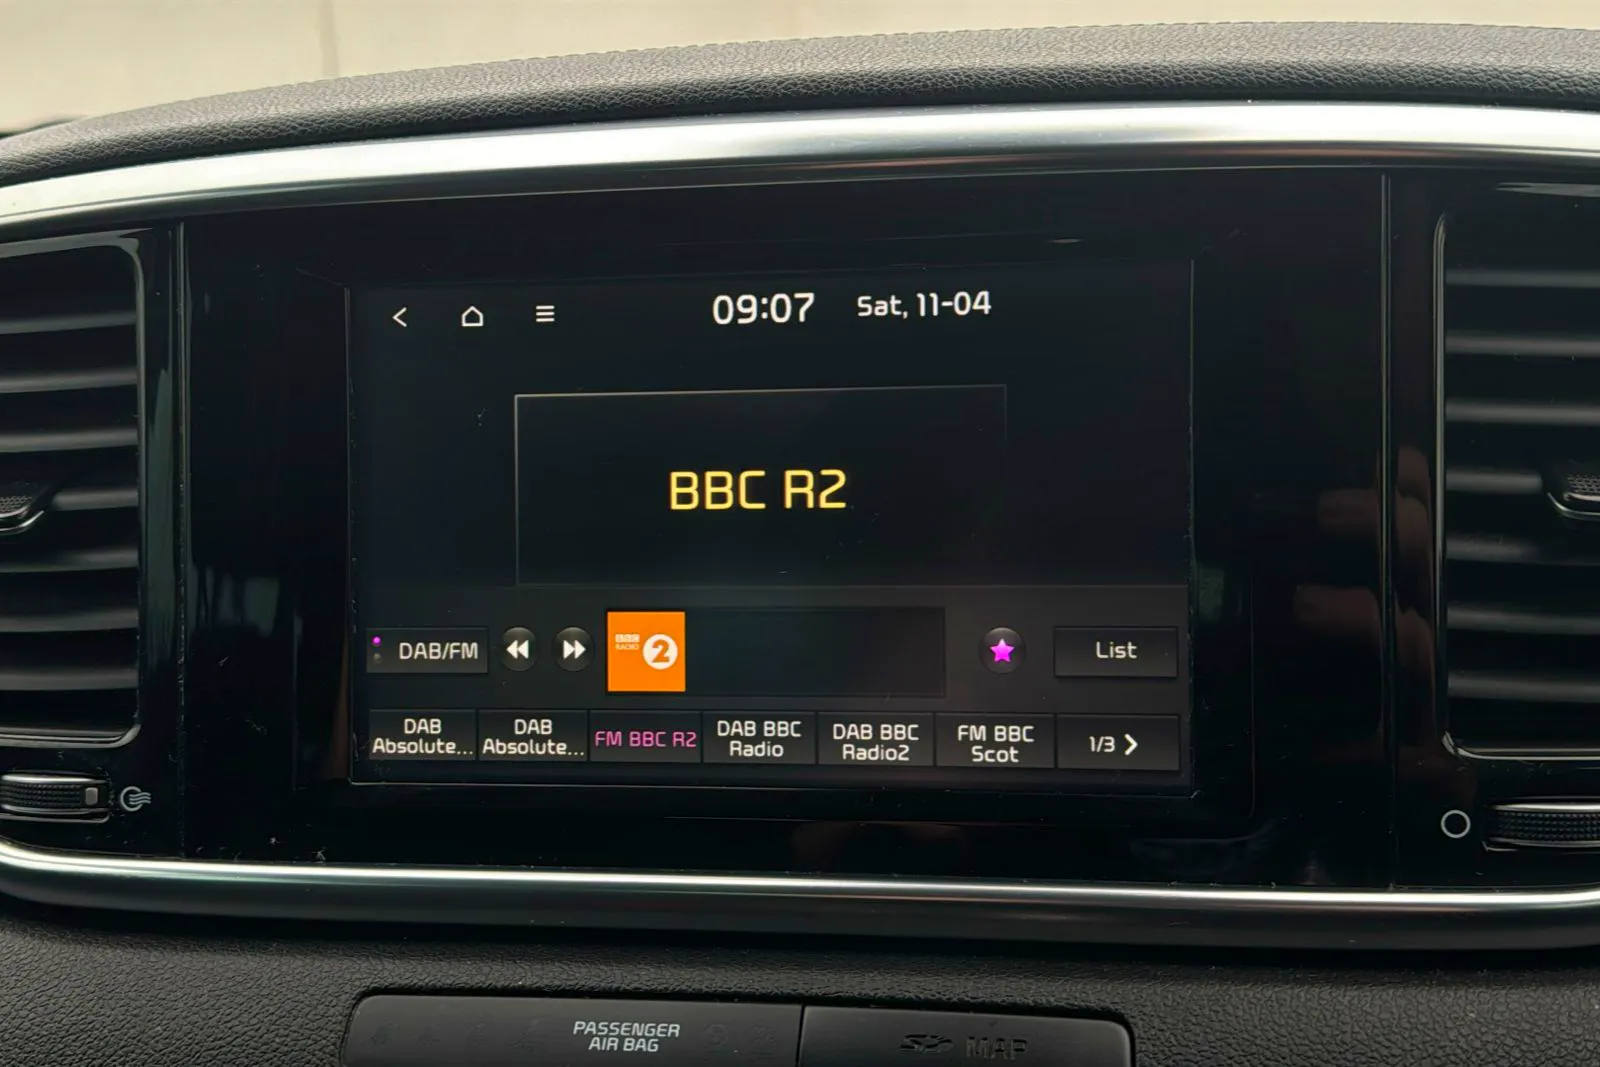 09:07 Sat, 11-04
BBC R2
DAB/FM
BBC
RADIO 2
List
DAB
Absolute...
DAB
Absolute...
FM BBC R2
DAB BBC
Radio
DAB BBC
Radio2
FM BBC
Scot
1/3
PASSENGER
AIR BAG
SD MAP